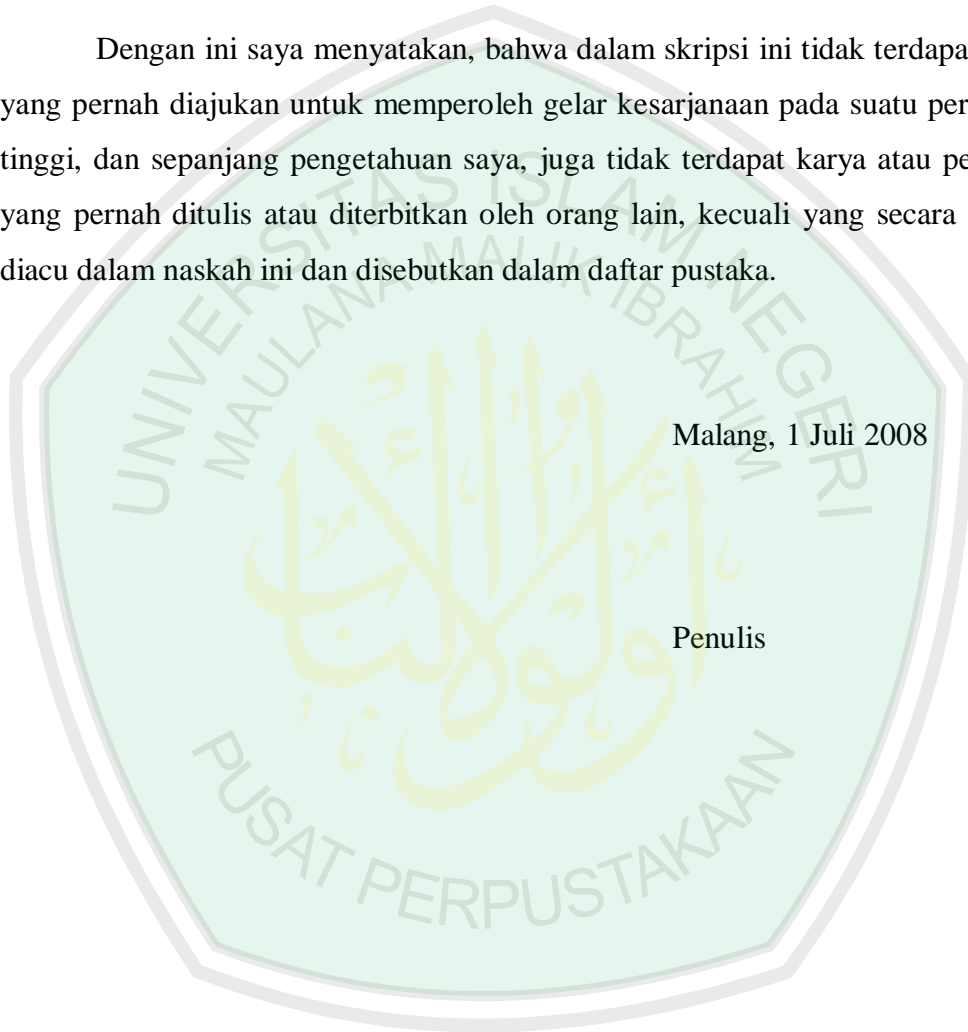 Dengan ini saya menyatakan, bahwa dalam skripsi ini tidak terdapa
yang pernah diajukan untuk memperoleh gelar kesarjanaan pada suatu per
tinggi, dan sepanjang pengetahuan saya, juga tidak terdapat karya atau pe
yang pernah ditulis atau diterbitkan oleh orang lain, kecuali yang secara
diacu dalam naskah ini dan disebutkan dalam daftar pustaka.
UNIVERSITAS ISLAM NEGERI
MAULANA MALIK IBRAHIM
Malang, 1 Juli 2008
Penulis
PUSAT PERPUSTAKAAN